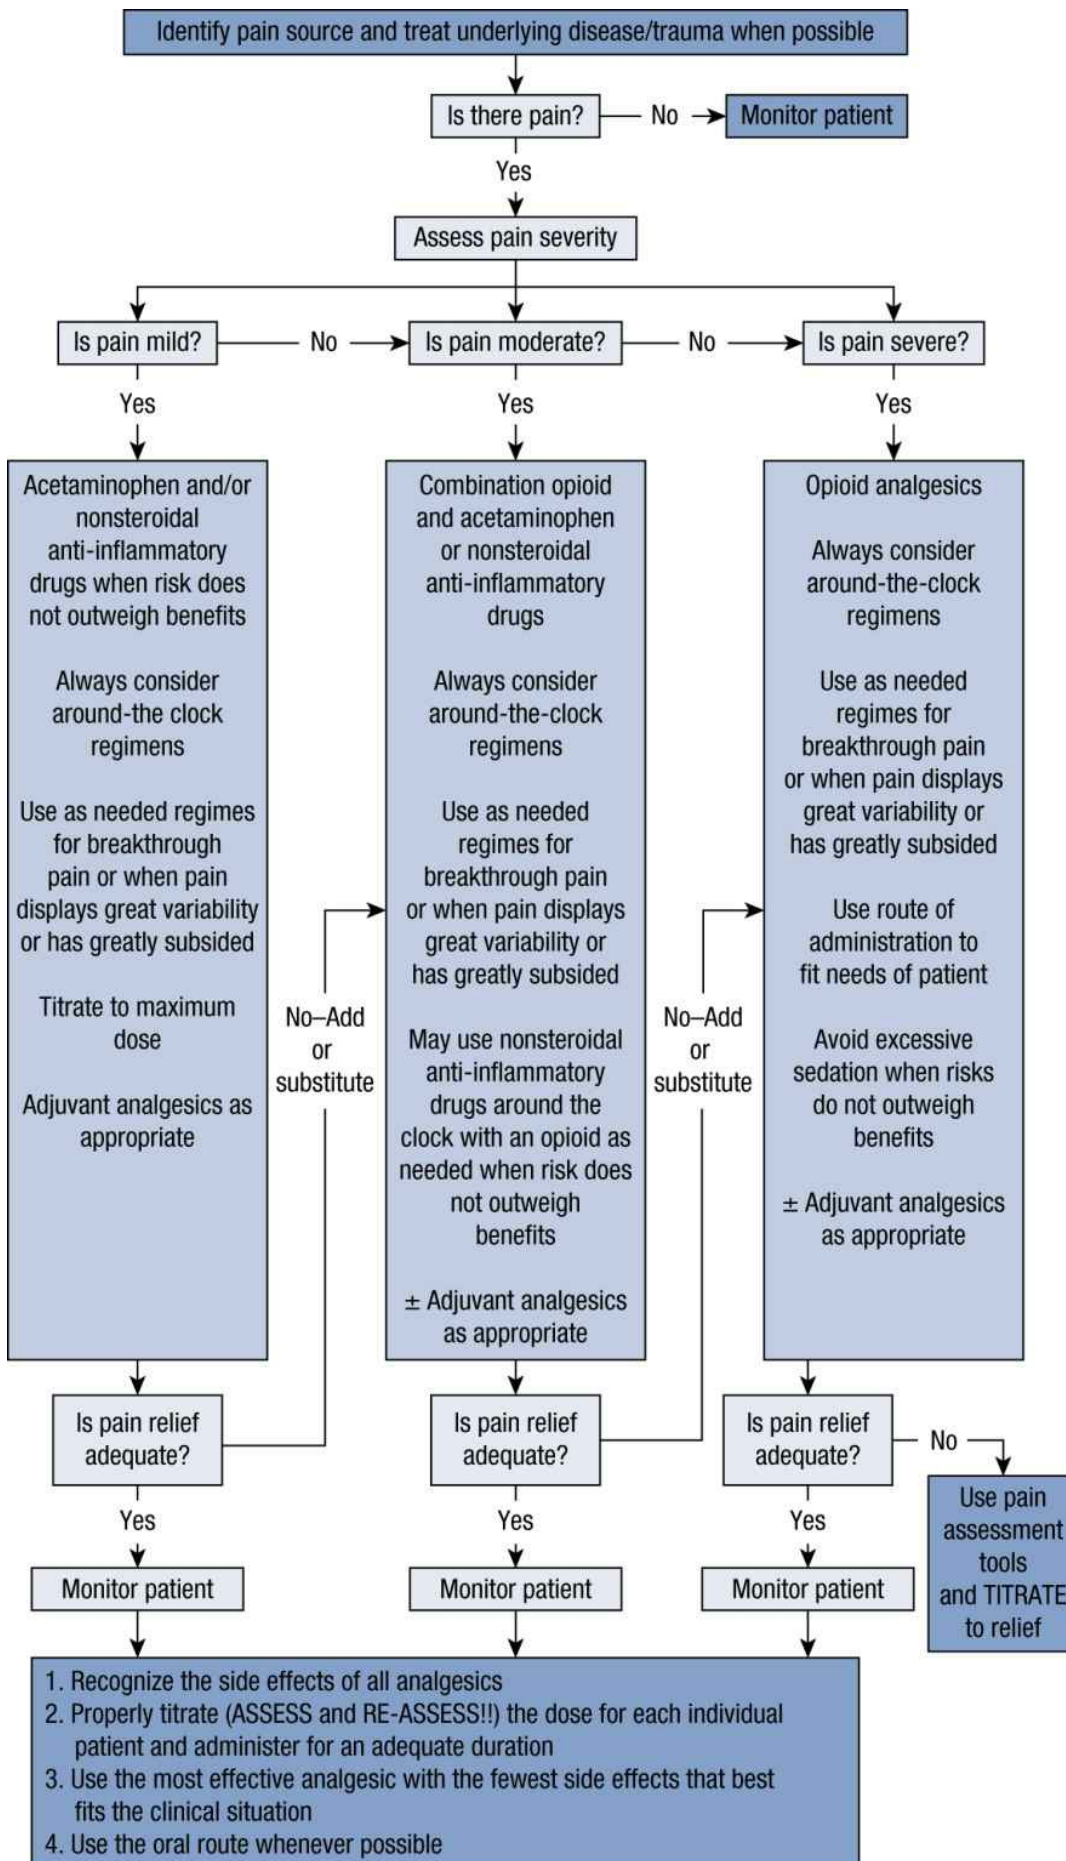 Identify pain source and treat underlying disease/trauma when possible
Is there pain?
No
Monitor patient
Yes
Assess pain severity
Is pain mild?
No
Is pain moderate?
No
Is pain severe?
Yes
Yes
Yes
Acetaminophen and/or
nonsteroidal
anti-inflammatory
drugs when risk does
not outweigh benefits
Always consider
around-the clock
regimens
Use as needed regimes
for breakthrough
pain or when pain
displays great variability
or has greatly subsided
Titrate to maximum
dose
Adjuvant analgesics as
appropriate
No–Add
or
substitute
Combination opioid
and acetaminophen
or nonsteroidal
anti-inflammatory
drugs
Always consider
around-the-clock
regimens
Use as needed
regimes for
breakthrough pain
or when pain displays
great variability or
has greatly subsided
May use nonsteroidal
anti-inflammatory
drugs around the
clock with an opioid as
needed when risk does
not outweigh
benefits
± Adjuvant analgesics
as appropriate
No–Add
or
substitute
Opioid analgesics
Always consider
around-the-clock
regimens
Use as needed
regimes for
breakthrough pain
or when pain displays
great variability or
has greatly subsided
Use route of
administration to
fit needs of patient
Avoid excessive
sedation when risks
do not outweigh
benefits
± Adjuvant analgesics
as appropriate
Is pain relief
adequate?
Is pain relief
adequate?
Is pain relief
adequate?
No
Use pain
assessment
tools
and TITRATE
to relief
Yes
Yes
Yes
Monitor patient
Monitor patient
Monitor patient
1. Recognize the side effects of all analgesics
2. Properly titrate (ASSESS and RE-ASSESS!!) the dose for each individual
patient and administer for an adequate duration
3. Use the most effective analgesic with the fewest side effects that best
fits the clinical situation
4. Use the oral route whenever possible